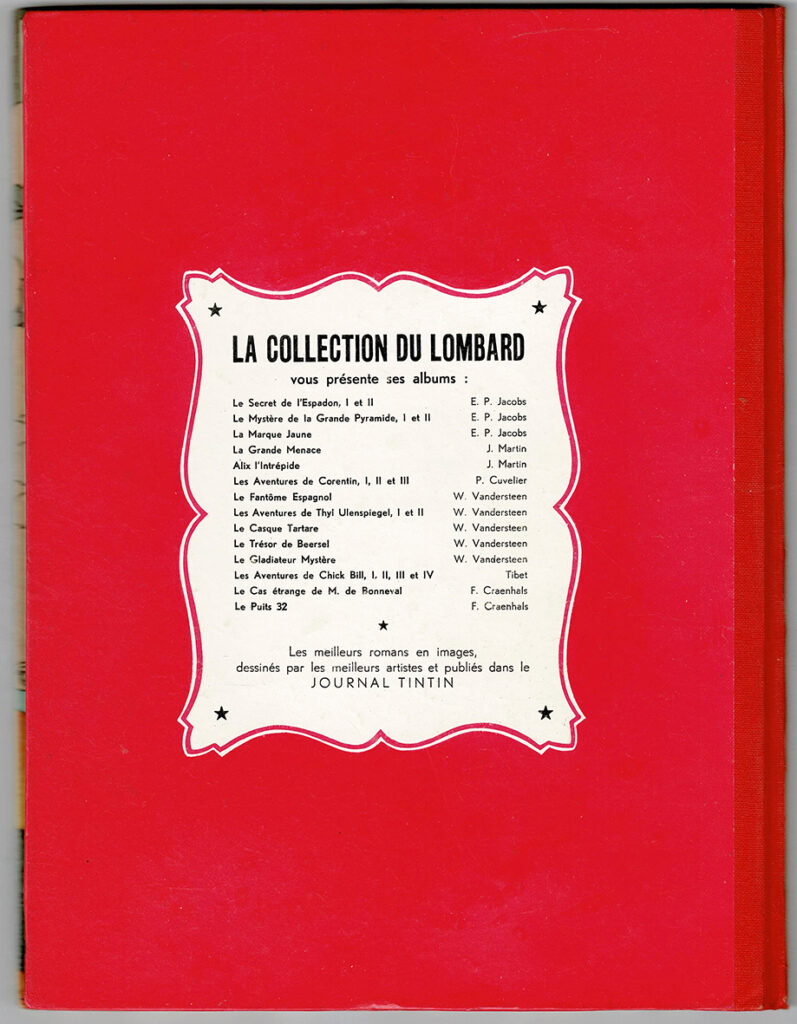 LA COLLECTION DU LOMBARD
vous présente ses albums :
Le Secret de l'Espadon, I et II E. P. Jacobs
Le Mystère de la Grande Pyramide, I et II E. P. Jacobs
La Marque Jaune E. P. Jacobs
La Grande Menace J. Martin
Alix l'Intrépide J. Martin
Les Aventures de Corentin, I, II et III P. Cuvelier
Le Fantôme Espagnol W. Vandersteen
Les Aventures de Thyl Ulenspiegel, I et II W. Vandersteen
Le Casque Tartare W. Vandersteen
Le Trésor de Beersel W. Vandersteen
Le Gladiateur Mystère W. Vandersteen
Les Aventures de Chick Bill, I, II, III et IV Tibet
Le Cas étrange de M. de Bonneval F. Craenhals
Le Puits 32 F. Craenhals
Les meilleurs romans en images,
dessinés par les meilleurs artistes et publiés dans le
JOURNAL TINTIN